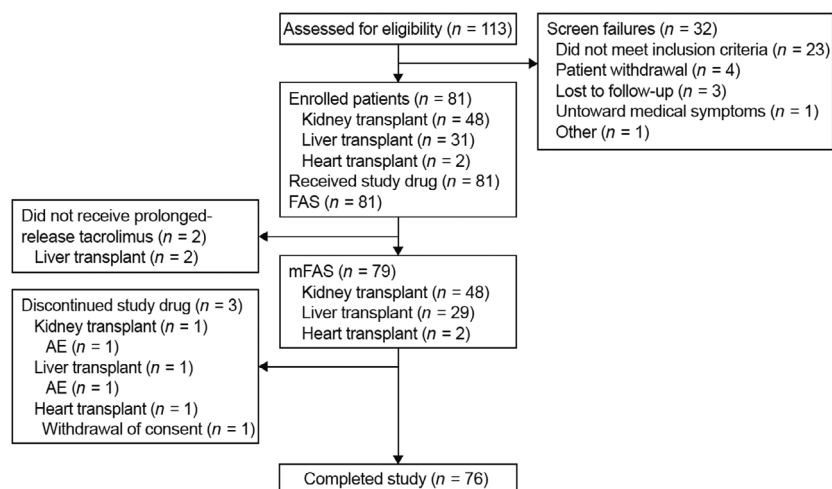 Assessed for eligibility (n = 113)
Screen failures (n = 32)
Did not meet inclusion criteria (n = 23)
Patient withdrawal (n = 4)
Lost to follow-up (n = 3)
Untoward medical symptoms (n = 1)
Other (n = 1)
Enrolled patients (n = 81)
Kidney transplant (n = 48)
Liver transplant (n = 31)
Heart transplant (n = 2)
Received study drug (n = 81)
FAS (n = 81)
Did not receive prolonged-
release tacrolimus (n = 2)
Liver transplant (n = 2)
mFAS (n = 79)
Kidney transplant (n = 48)
Liver transplant (n = 29)
Heart transplant (n = 2)
Discontinued study drug (n = 3)
Kidney transplant (n = 1)
AE (n = 1)
Liver transplant (n = 1)
AE (n = 1)
Heart transplant (n = 1)
Withdrawal of consent (n = 1)
Completed study (n = 76)